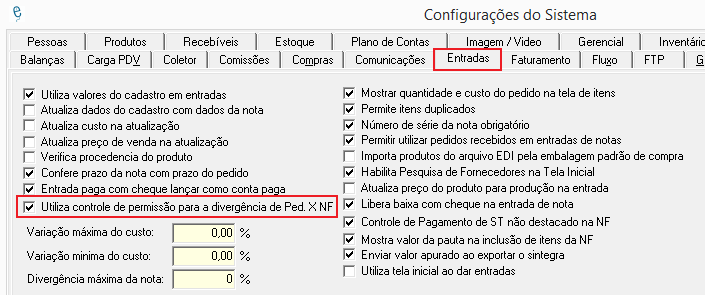 Configurações do Sistema
Pessoas Produtos Recebíveis Estoque Plano de Contas Imagem / Video Gerencial Inventário
Balanças Carga PDV Coletor Comissões Compras Comunicações Entradas Faturamento Fluxo FTP G
Utiliza valores do cadastro em entradas
Atualiza dados do cadastro com dados da nota
Atualiza custo na atualização
Atualiza preço de venda na atualização
Verifica procedencia do produto
Confere prazo da nota com prazo do pedido
Entrada paga com cheque lançar como conta paga
Utiliza controle de permissão para a divergência de Ped. X NF
Variação máxima do custo: 0,00 %
Variação minima do custo: 0,00 %
Divergência máxima da nota: 0 %
Mostrar quantidade e custo do pedido na tela de itens
Permite itens duplicados
Número de série da nota obrigatório
Permitir utilizar pedidos recebidos em entradas de notas
Importa produtos do arquivo EDI pela embalagem padrão de compra
Habilita Pesquisa de Fornecedores na Tela Inicial
Atualiza preço do produto para produção na entrada
Libera baixa com cheque na entrada de nota
Controle de Pagamento de ST não destacado na NF
Mostra valor da pauta na inclusão de itens da NF
Enviar valor apurado ao exportar o sintegra
Utiliza tela inicial ao dar entradas